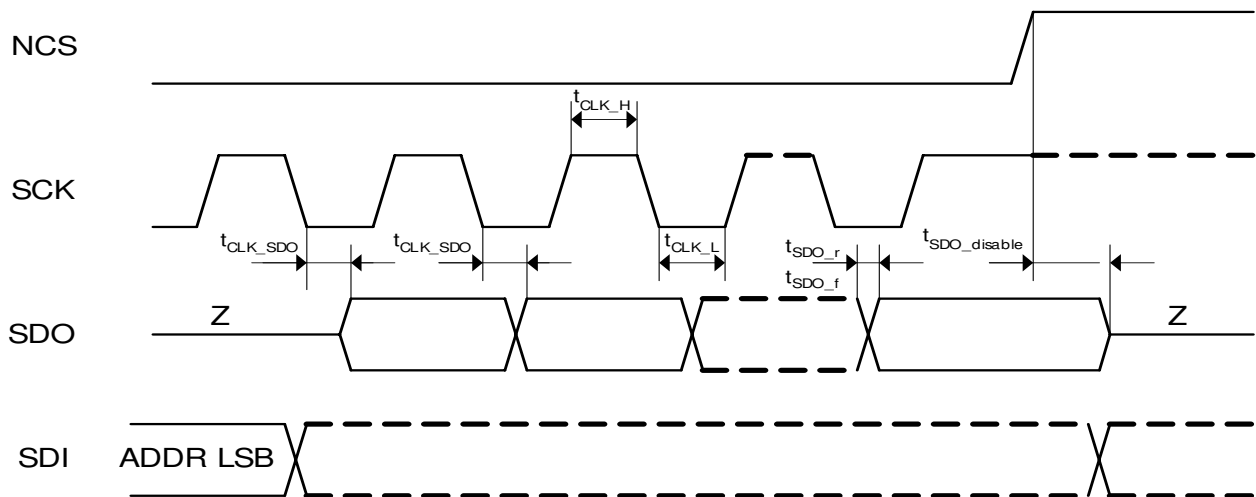 NCS
t_CLK_H
SCK
t_CLK_SDO t_CLK_SDO t_CLK_L t_SDO_r t_SDO_disable
t_SDO_f
Z Z
SDO
SDI ADDR LSB